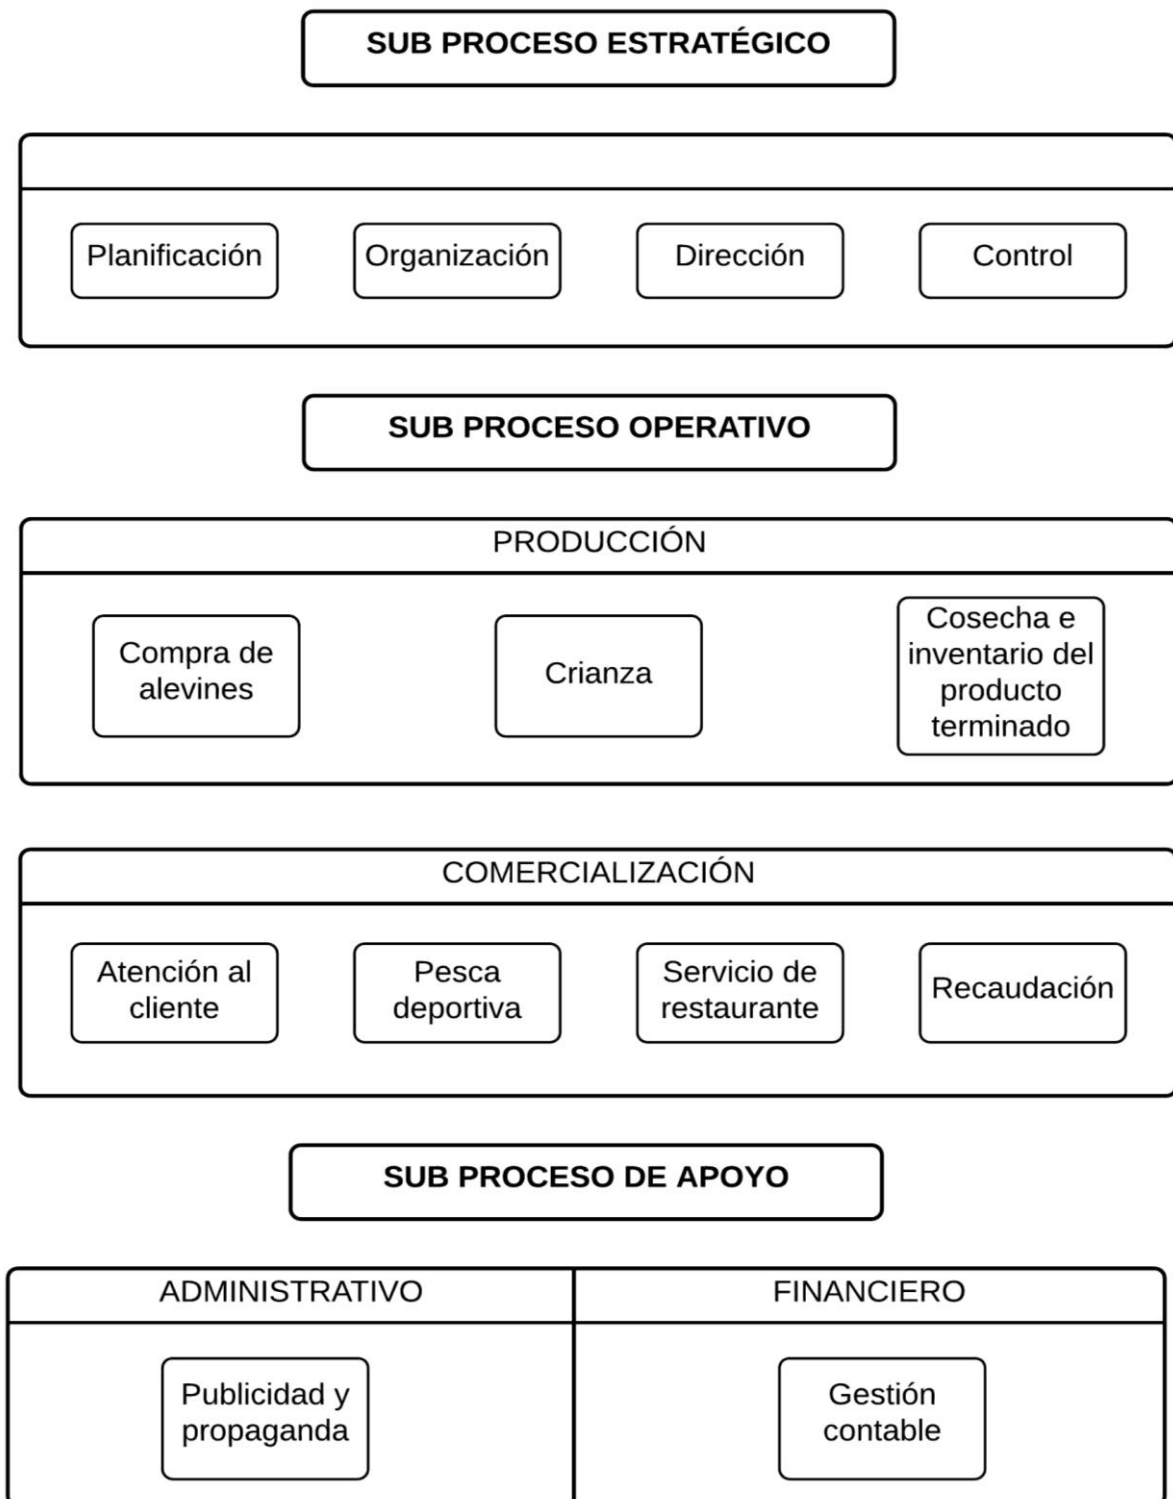 SUB PROCESO ESTRATÉGICO
Planificación
Organización
Dirección
Control
SUB PROCESO OPERATIVO
PRODUCCIÓN
Compra de
alevines
Crianza
Cosecha e
inventario del
producto
terminado
COMERCIALIZACIÓN
Atención al
cliente
Pesca
deportiva
Servicio de
restaurante
Recaudación
SUB PROCESO DE APOYO
ADMINISTRATIVO
FINANCIERO
Publicidad y
propaganda
Gestión
contable